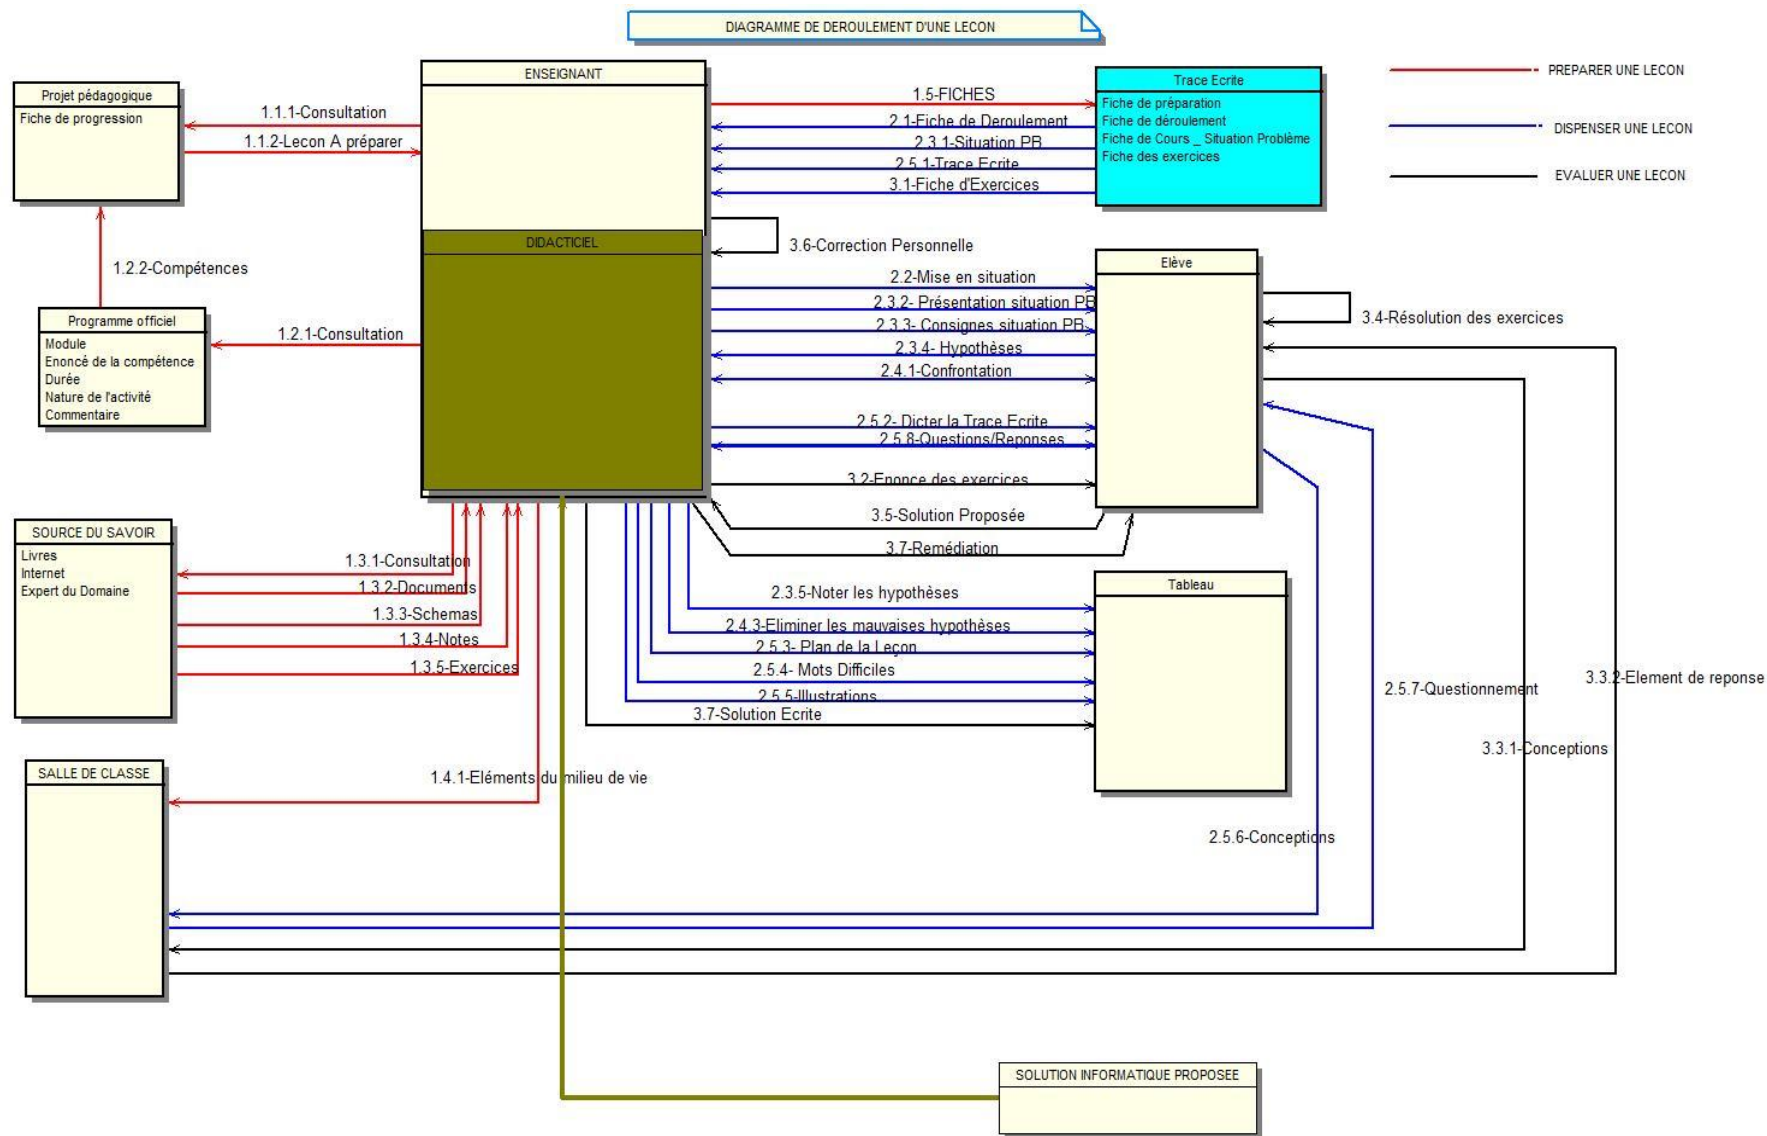 DIAGRAMME DE DEROULEMENT D'UNE LECON
PREPARER UNE LECON
DISPENSER UNE LECON
EVALUER UNE LECON
Projet pédagogique
Fiche de progression
ENSEIGNANT
DIDACTICIEL
Trace Ecrite
Fiche de préparation
Fiche de déroulement
Fiche de Cours _ Situation Problème
Fiche des exercices
1.1.1-Consultation
1.1.2-Lecon A préparer
1.5-FICHES
2.1-Fiche de Deroulement
2.3.1-Situation PB
2.5.1-Trace Ecrite
3.1-Fiche d'Exercices
3.6-Correction Personnelle
1.2.2-Compétences
Programme officiel
Module
Enoncé de la compétence
Durée
Nature de l'activité
Commentaire
1.2.1-Consultation
Elève
2.2-Mise en situation
2.3.2- Présentation situation PB
2.3.3- Consignes situation PB
2.3.4- Hypothèses
2.4.1-Confrontation
2.5.2- Dicter la Trace Ecrite
2.5.8-Questions/Reponses
3.2-Enonce des exercices
3.5-Solution Proposée
3.7-Remédiation
3.4-Résolution des exercices
SOURCE DU SAVOIR
Livres
Internet
Expert du Domaine
1.3.1-Consultation
1.3.2-Documents
1.3.3-Schemas
1.3.4-Notes
1.3.5-Exercices
Tableau
2.3.5-Noter les hypothèses
2.4.3-Eliminer les mauvaises hypothèses
2.5.3- Plan de la Leçon
2.5.4- Mots Difficiles
2.5.5-Illustrations
3.7-Solution Ecrite
2.5.7-Questionnement
3.3.2-Element de reponse
3.3.1-Conceptions
2.5.6-Conceptions
SALLE DE CLASSE
1.4.1-Eléments du milieu de vie
SOLUTION INFORMATIQUE PROPOSEE